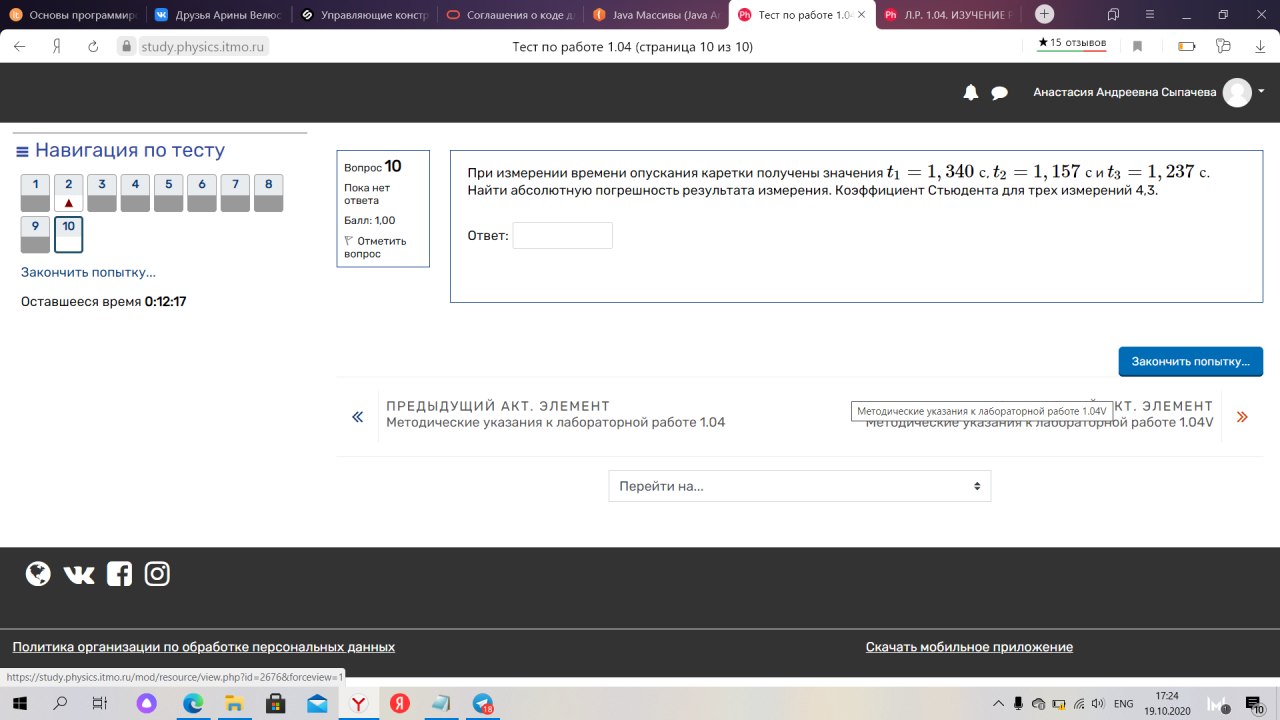 Основы программир
Друзья Арины Велюс
Управляющие констр
Соглашения о коде д
Java Массивы (Java Ar
Тест по работе 1.04
Л.Р. 1.04. ИЗУЧЕНИЕ Р
study.physics.itmo.ru
Тест по работе 1.04 (страница 10 из 10)
★15 отзывов
Анастасия Андреевна Сыпачева
Навигация по тесту
1 2 3 4 5 6 7 8
9 10
Закончить попытку...
Оставшееся время 0:12:17
Вопрос 10
Пока нет
ответа
Балл: 1,00
Отметить
вопрос
При измерении времени опускания каретки получены значения t₁ = 1,340 с, t₂ = 1,157 с и t₃ = 1,237 с.
Найти абсолютную погрешность результата измерения. Коэффициент Стьюдента для трех измерений 4,3.
Ответ:
Закончить попытку...
ПРЕДЫДУЩИЙ АКТ. ЭЛЕМЕНТ
Методические указания к лабораторной работе 1.04
Методические указания к лабораторной работе 1.04V
КТ. ЭЛЕМЕНТ
Методические указания к лабораторной работе 1.04V
Перейти на...
Политика организации по обработке персональных данных
Скачать мобильное приложение
https://study.physics.itmo.ru/mod/resource/view.php?id=2676&forceview=1
18
ENG
17:24
19.10.2020
10